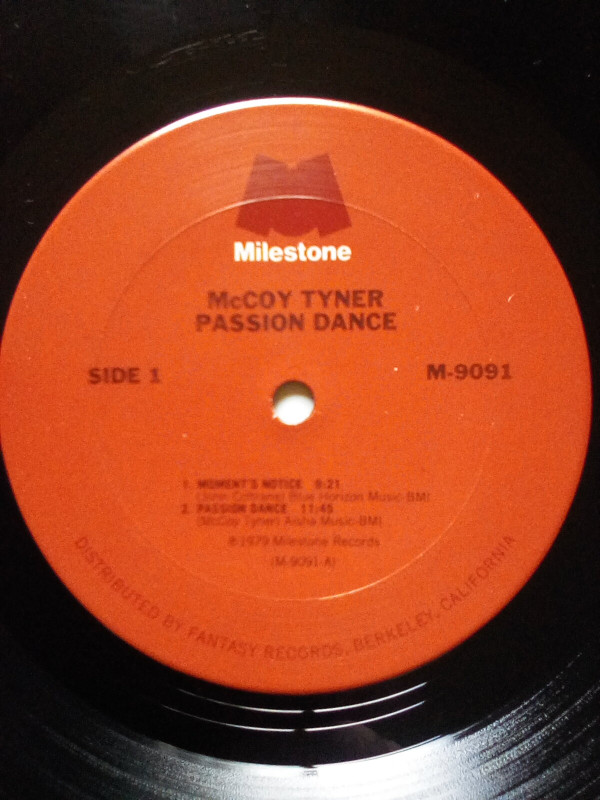 Milestone
McCOY TYNER
PASSION DANCE
SIDE 1
M-9091
1. MOMENT'S NOTICE 9:21
(John Coltrane) Blue Horizon Music-BMI
2. PASSION DANCE 11:45
(McCoy Tyner) Aisha Music-BMI
℗1979 Milestone Records
(M-9091-A)
DISTRIBUTED BY FANTASY RECORDS, BERKELEY, CALIFORNIA